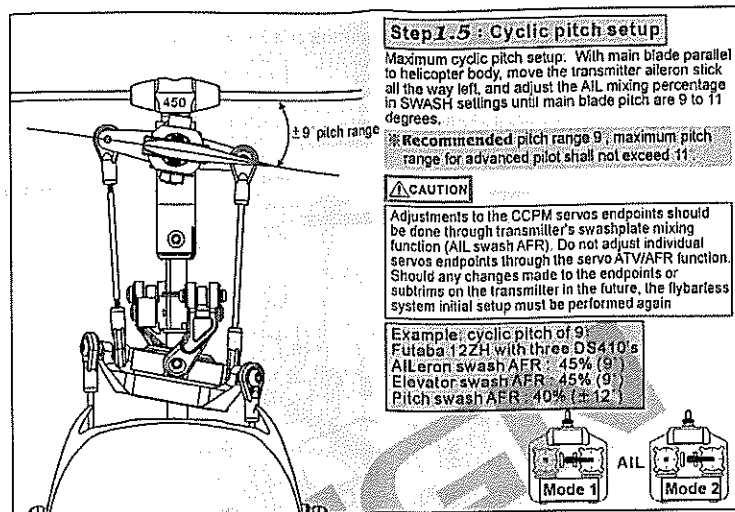 450
± 9° pitch range
Step1.5 : Cyclic pitch setup
Maximum cyclic pitch setup: With main blade parallel
to helicopter body, move the transmitter aileron stick
all the way left, and adjust the AIL mixing percentage
in SWASH settings until main blade pitch are 9 to 11
degrees.
※Recommended pitch range 9°, maximum pitch
range for advanced pilot shall not exceed 11°.
⚠CAUTION
Adjustments to the CCPM servos endpoints should
be done through transmitter's swashplate mixing
function (AIL swash AFR). Do not adjust individual
servos endpoints through the servo ATV/AFR function.
Should any changes made to the endpoints or
subtrims on the transmitter in the future, the flybarless
system initial setup must be performed again
Example: cyclic pitch of 9°
Futaba 12ZH with three DS410's
AILeron swash AFR : 45% (9°)
Elevator swash AFR : 45% (9°)
Pitch swash AFR : 40% (±12°)
AIL
Mode 1
Mode 2